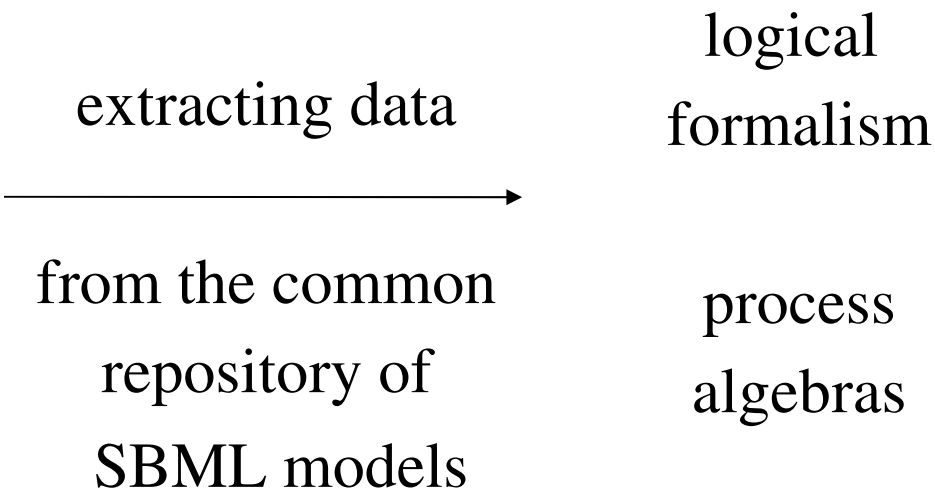 extracting data
from the common
repository of
SBML models
logical
formalism
process
algebras